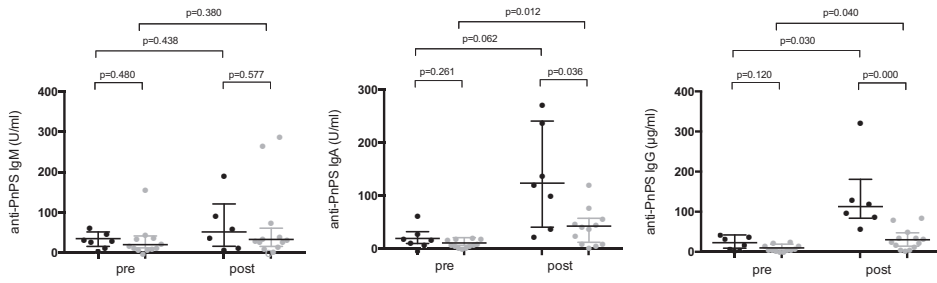 p=0.380
p=0.438
p=0.480
p=0.577
anti-PnPS IgM (U/ml)
400
300
200
100
0
pre
post
p=0.012
p=0.062
p=0.261
p=0.036
anti-PnPS IgA (U/ml)
300
200
100
0
pre
post
p=0.040
p=0.030
p=0.120
p=0.000
anti-PnPS IgG (µg/ml)
400
300
200
100
0
pre
post